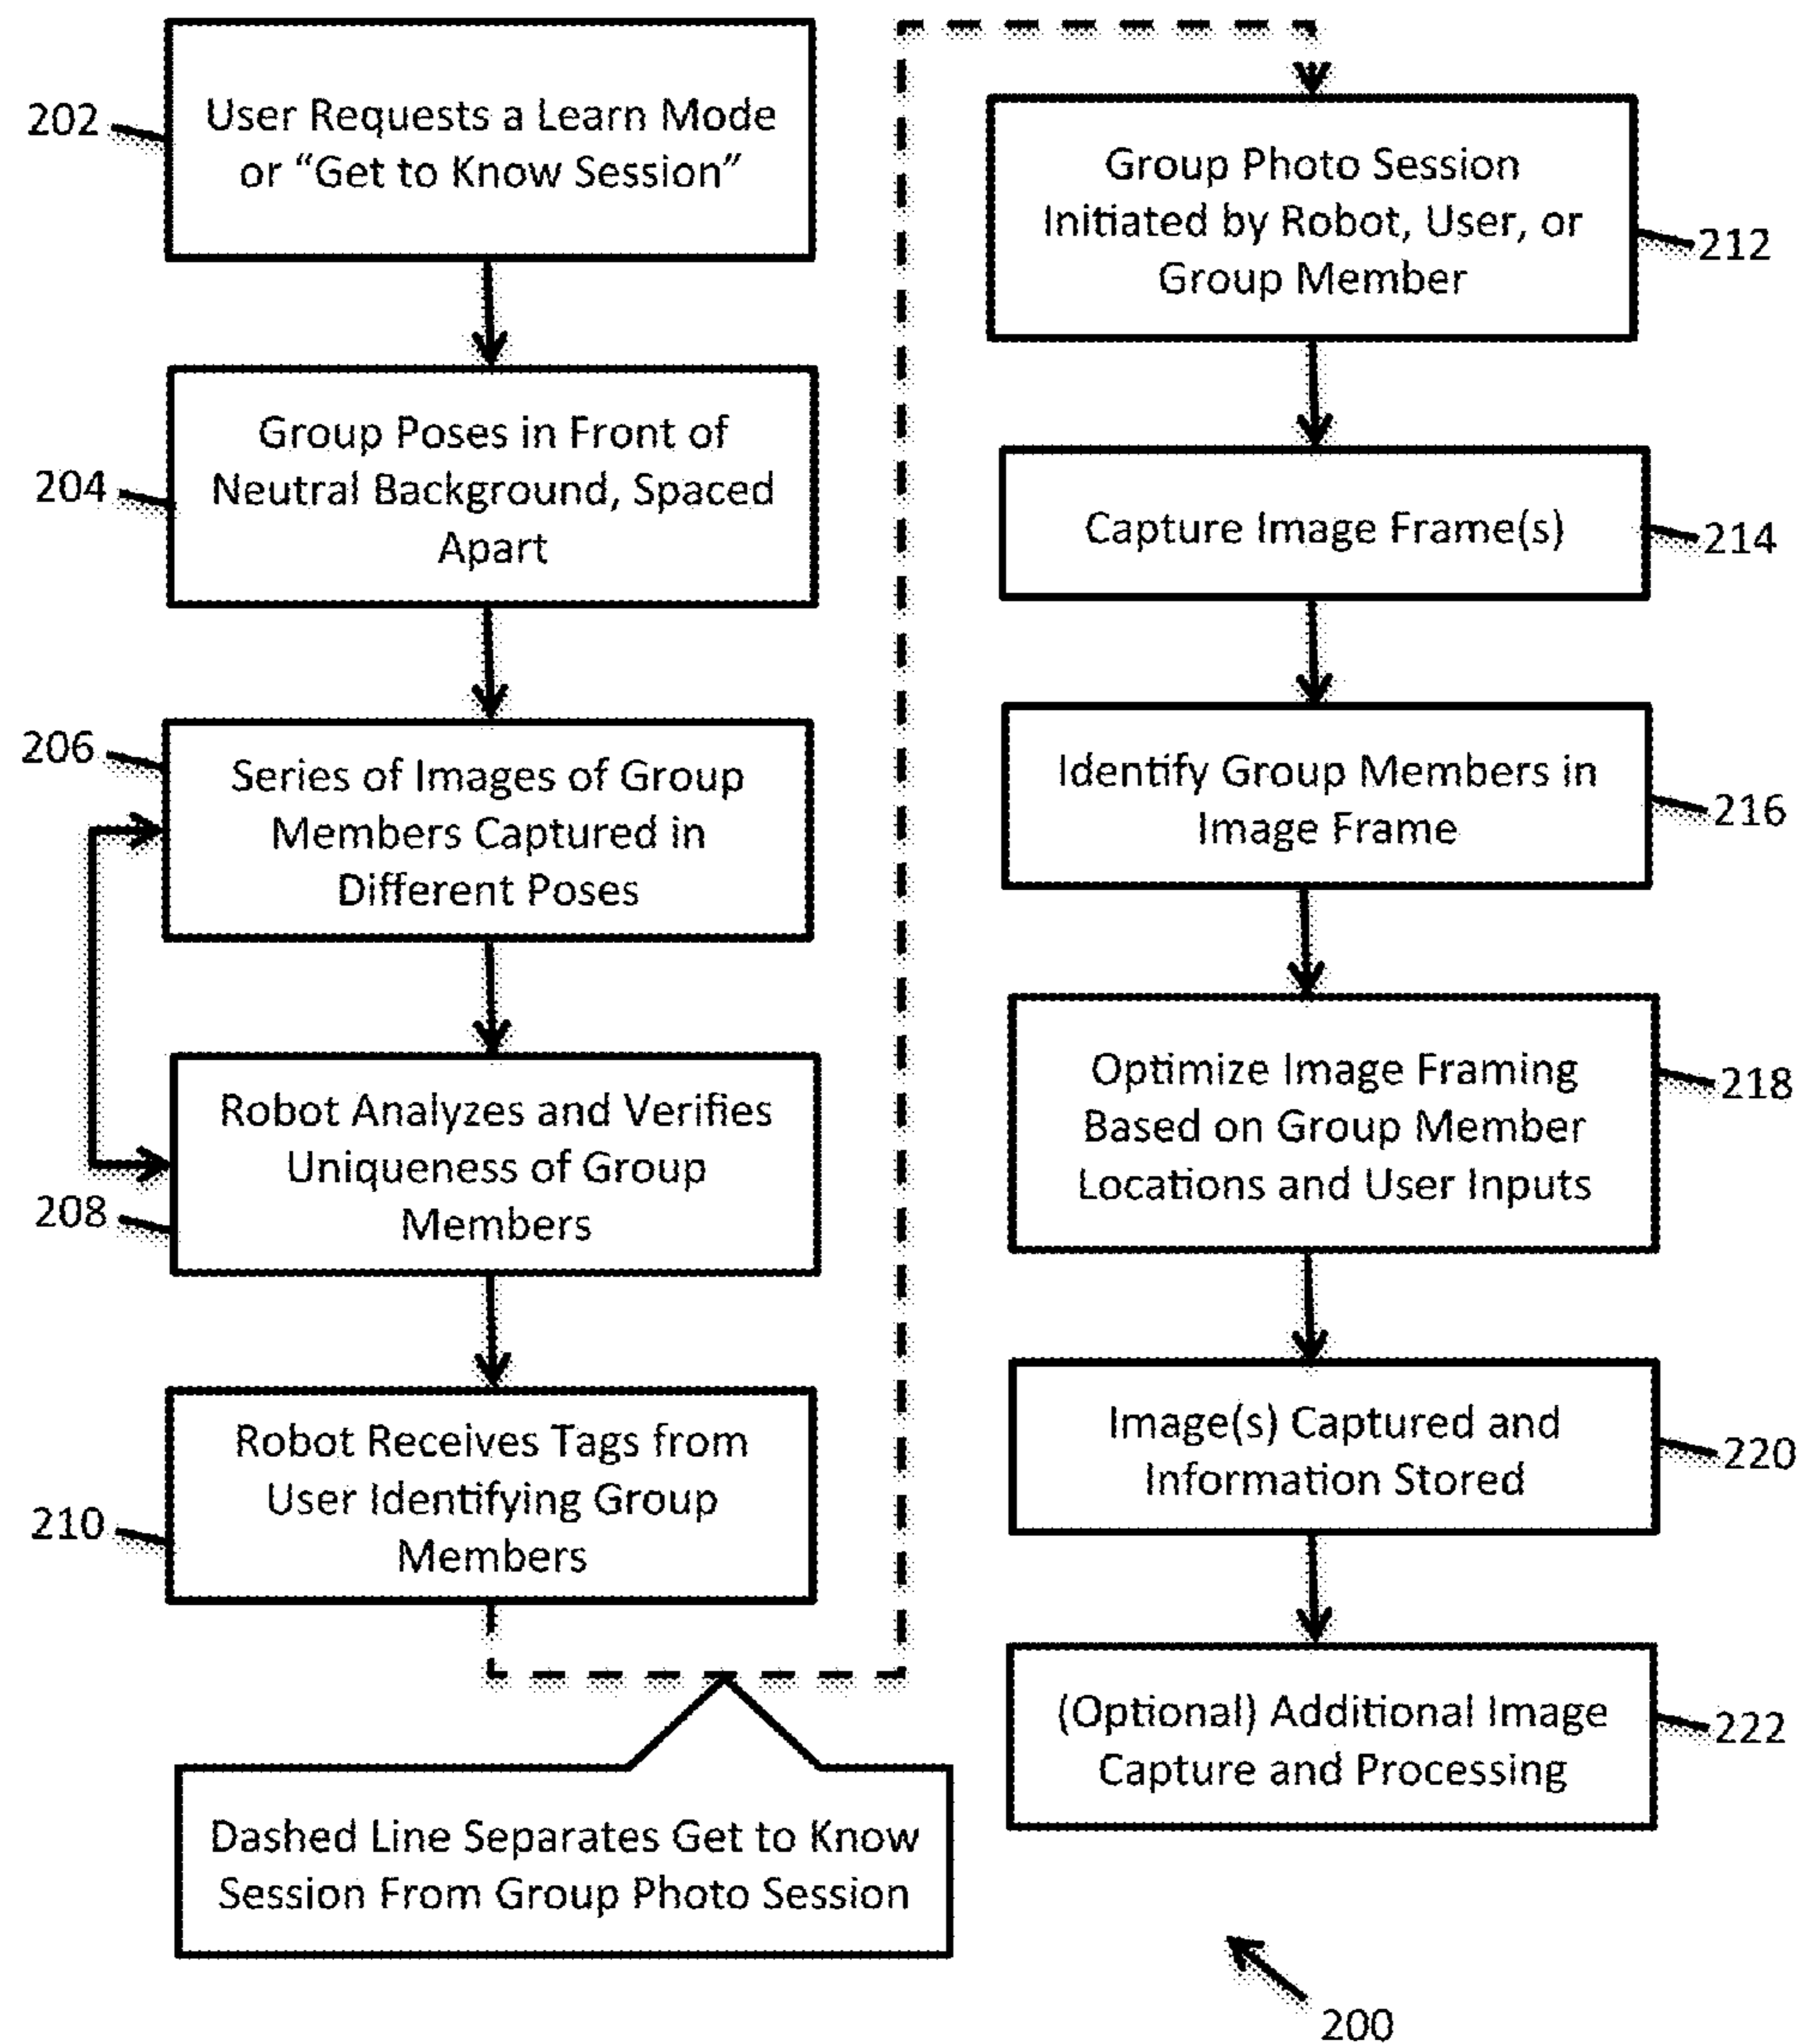 202
User Requests a Learn Mode
or “Get to Know Session”
204
Group Poses in Front of
Neutral Background, Spaced
Apart
206
Series of Images of Group
Members Captured in
Different Poses
208
Robot Analyzes and Verifies
Uniqueness of Group
Members
210
Robot Receives Tags from
User Identifying Group
Members
Dashed Line Separates Get to Know
Session From Group Photo Session
Group Photo Session
Initiated by Robot, User, or
Group Member
212
Capture Image Frame(s)
214
Identify Group Members in
Image Frame
216
Optimize Image Framing
Based on Group Member
Locations and User Inputs
218
Image(s) Captured and
Information Stored
220
(Optional) Additional Image
Capture and Processing
222
200